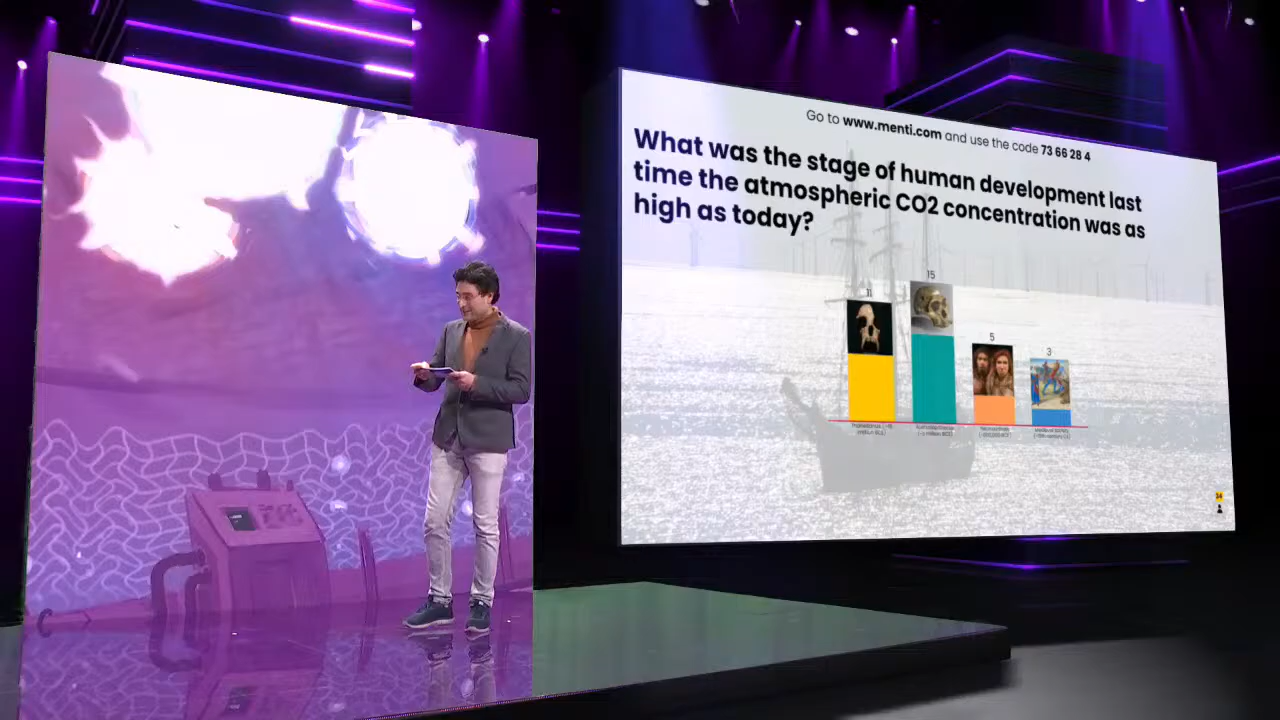 Go to www.menti.com and use the code 73 66 28 4
What was the stage of human development last
time the atmospheric CO2 concentration was as
high as today?
11
15
5
3
34